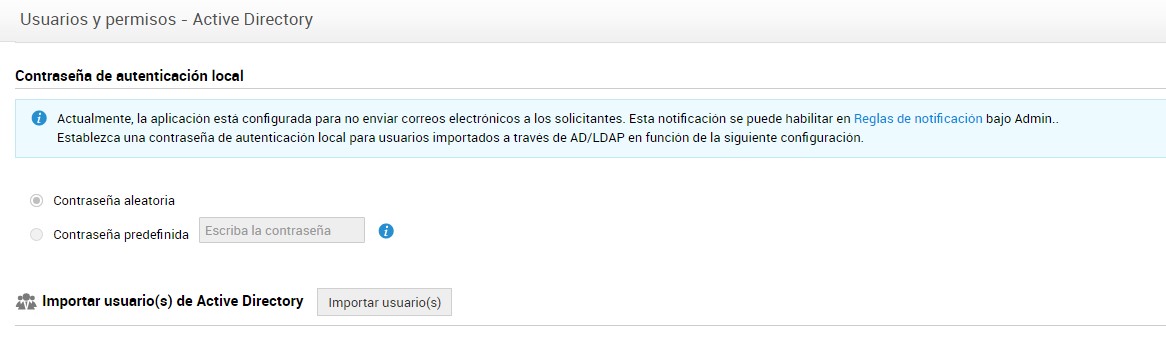 Usuarios y permisos - Active Directory
Contraseña de autenticación local
Actualmente, la aplicación está configurada para no enviar correos electrónicos a los solicitantes. Esta notificación se puede habilitar en Reglas de notificación bajo Admin..
Establezca una contraseña de autenticación local para usuarios importados a través de AD/LDAP en función de la siguiente configuración.
Contraseña aleatoria
Contraseña predefinida Escriba la contraseña
Importar usuario(s) de Active Directory Importar usuario(s)